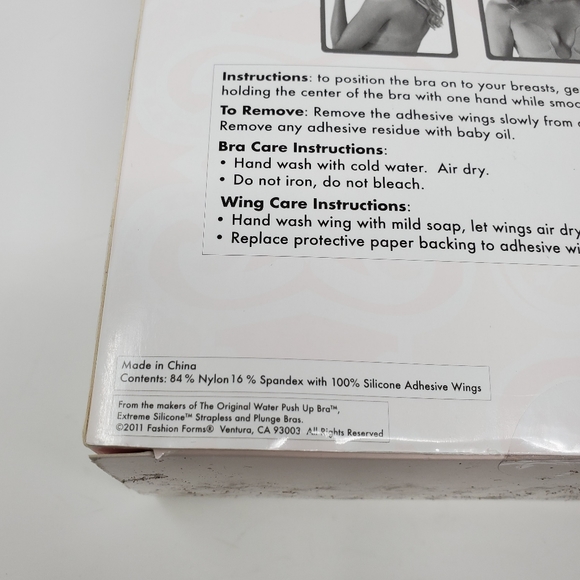 Instructions: to position the bra on to your breasts, ge
holding the center of the bra with one hand while smoo
To Remove: Remove the adhesive wings slowly from
Remove any adhesive residue with baby oil.
Bra Care Instructions:
• Hand wash with cold water. Air dry.
• Do not iron, do not bleach.
Wing Care Instructions:
• Hand wash wing with mild soap, let wings air dry
• Replace protective paper backing to adhesive wi
Made in China
Contents: 84 % Nylon 16 % Spandex with 100% Silicone Adhesive Wings
From the makers of The Original Water Push Up Bra™,
Extreme Silicone™ Strapless and Plunge Bras.
©2011 Fashion Forms® Ventura, CA 93003 All Rights Reserved